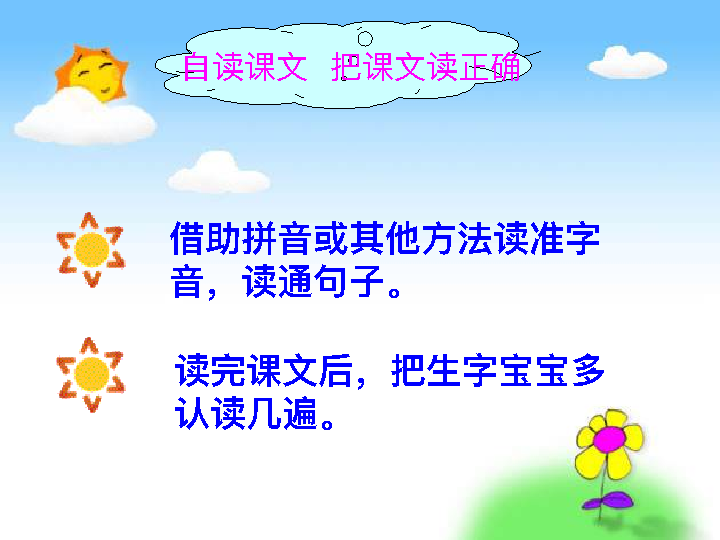 自读课文 把课文读正确
借助拼音或其他方法读准字
音，读通句子。
读完课文后，把生字宝宝多
认读几遍。